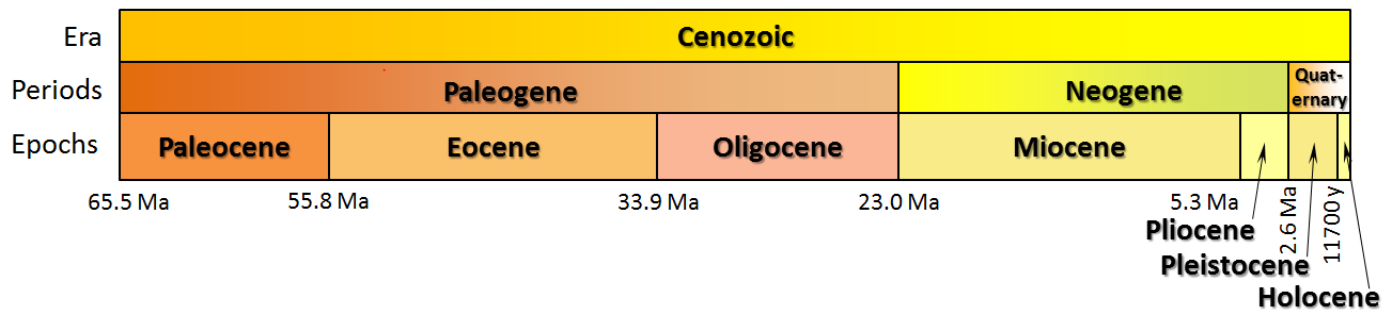 Era
Cenozoic
Periods
Paleogene
Neogene
Quat-
ernary
Epochs
Paleocene
Eocene
Oligocene
Miocene
65.5 Ma
55.8 Ma
33.9 Ma
23.0 Ma
5.3 Ma
2.6 Ma
11700 y
Pliocene
Pleistocene
Holocene